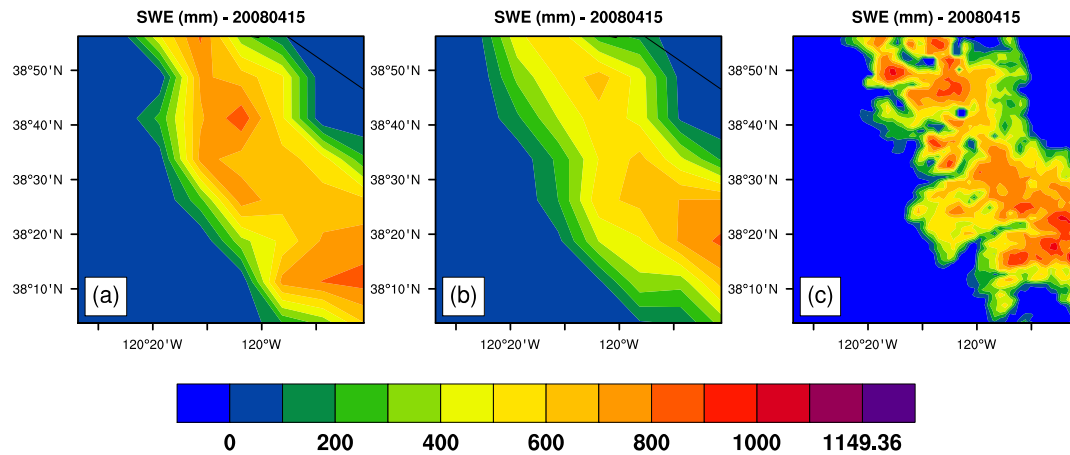 SWE (mm) - 20080415 SWE (mm) - 20080415 SWE (mm) - 20080415
38°50'N 38°50'N 38°50'N
38°40'N 38°40'N 38°40'N
38°30'N 38°30'N 38°30'N
38°20'N 38°20'N 38°20'N
38°10'N 38°10'N 38°10'N
(a) (b) (c)
120°20'W 120°W 120°20'W 120°W 120°20'W 120°W
0 200 400 600 800 1000 1149.36